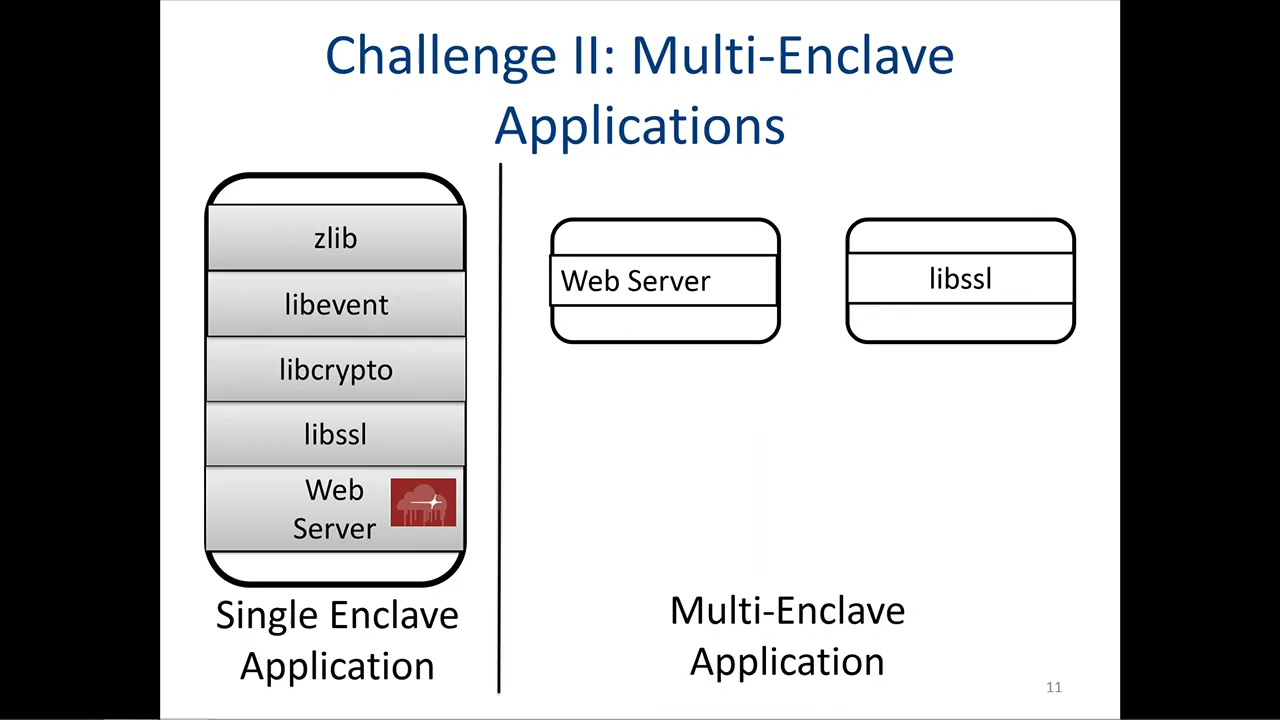 Challenge II: Multi-Enclave
Applications
zlib
libevent
libcrypto
libssl
Web
Server
Single Enclave
Application
Web Server
libssl
Multi-Enclave
Application
11